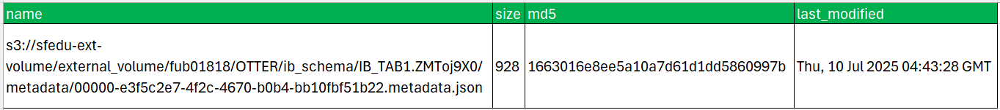 name size md5 last_modified
s3://sfedu-ext-
volume/external_volume/fub01818/OTTER/ib_schema/IB_TAB1.ZMToj9X0/ 928 1663016e8ee5a10a7d61d1dd5860997b Thu, 10 Jul 2025 04:43:28 GMT
metadata/00000-e3f5c2e7-4f2c-4670-b0b4-bb10fbf51b22.metadata.json